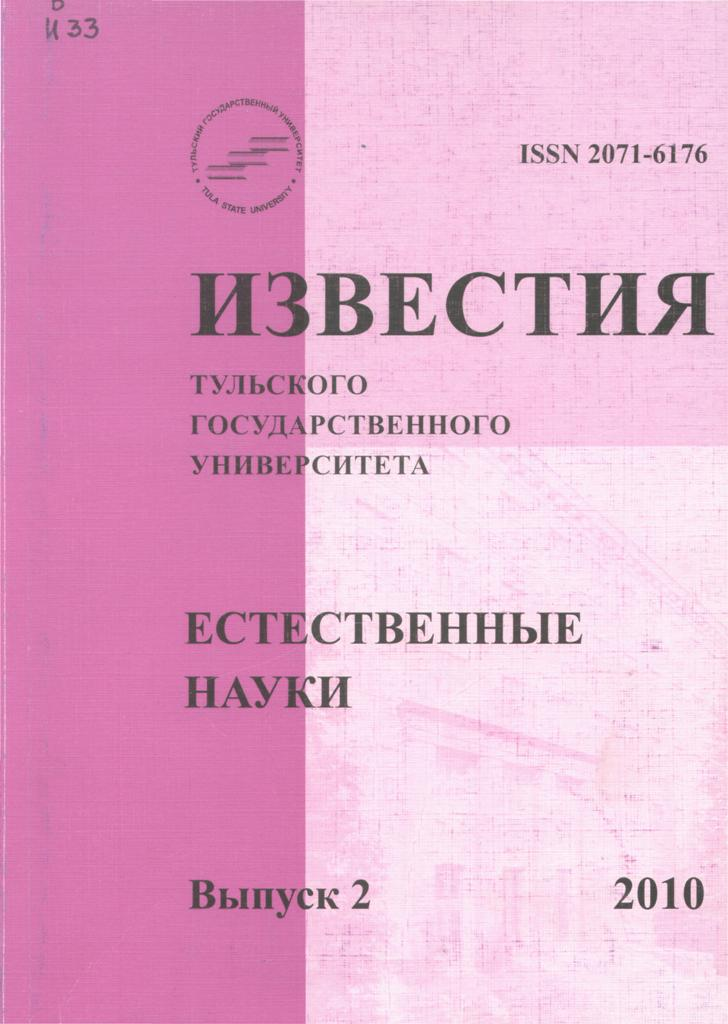 В
И 33
ТУЛЬСКИЙ ГОСУДАРСТВЕННЫЙ УНИВЕРСИТЕТ
• TULA STATE UNIVERSITY •
ISSN 2071-6176
ИЗВЕСТИЯ
ТУЛЬСКОГО
ГОСУДАРСТВЕННОГО
УНИВЕРСИТЕТА
ЕСТЕСТВЕННЫЕ
НАУКИ
Выпуск 2 2010